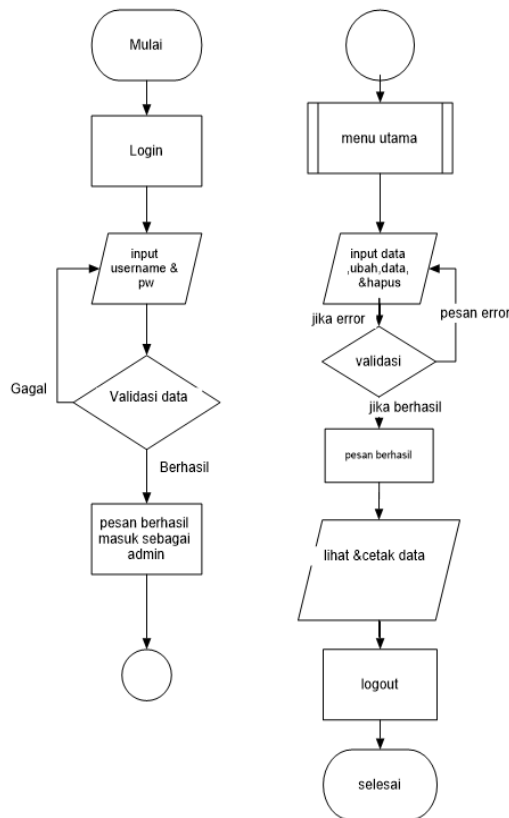 Mulai
Login
input
username &
pw
Gagal
Validasi data
Berhasil
pesan berhasil
masuk sebagai
admin
menu utama
input data
,ubah,data,
&hapus
jika error
pesan error
validasi
jika berhasil
pesan berhasil
lihat &cetak data
logout
selesai